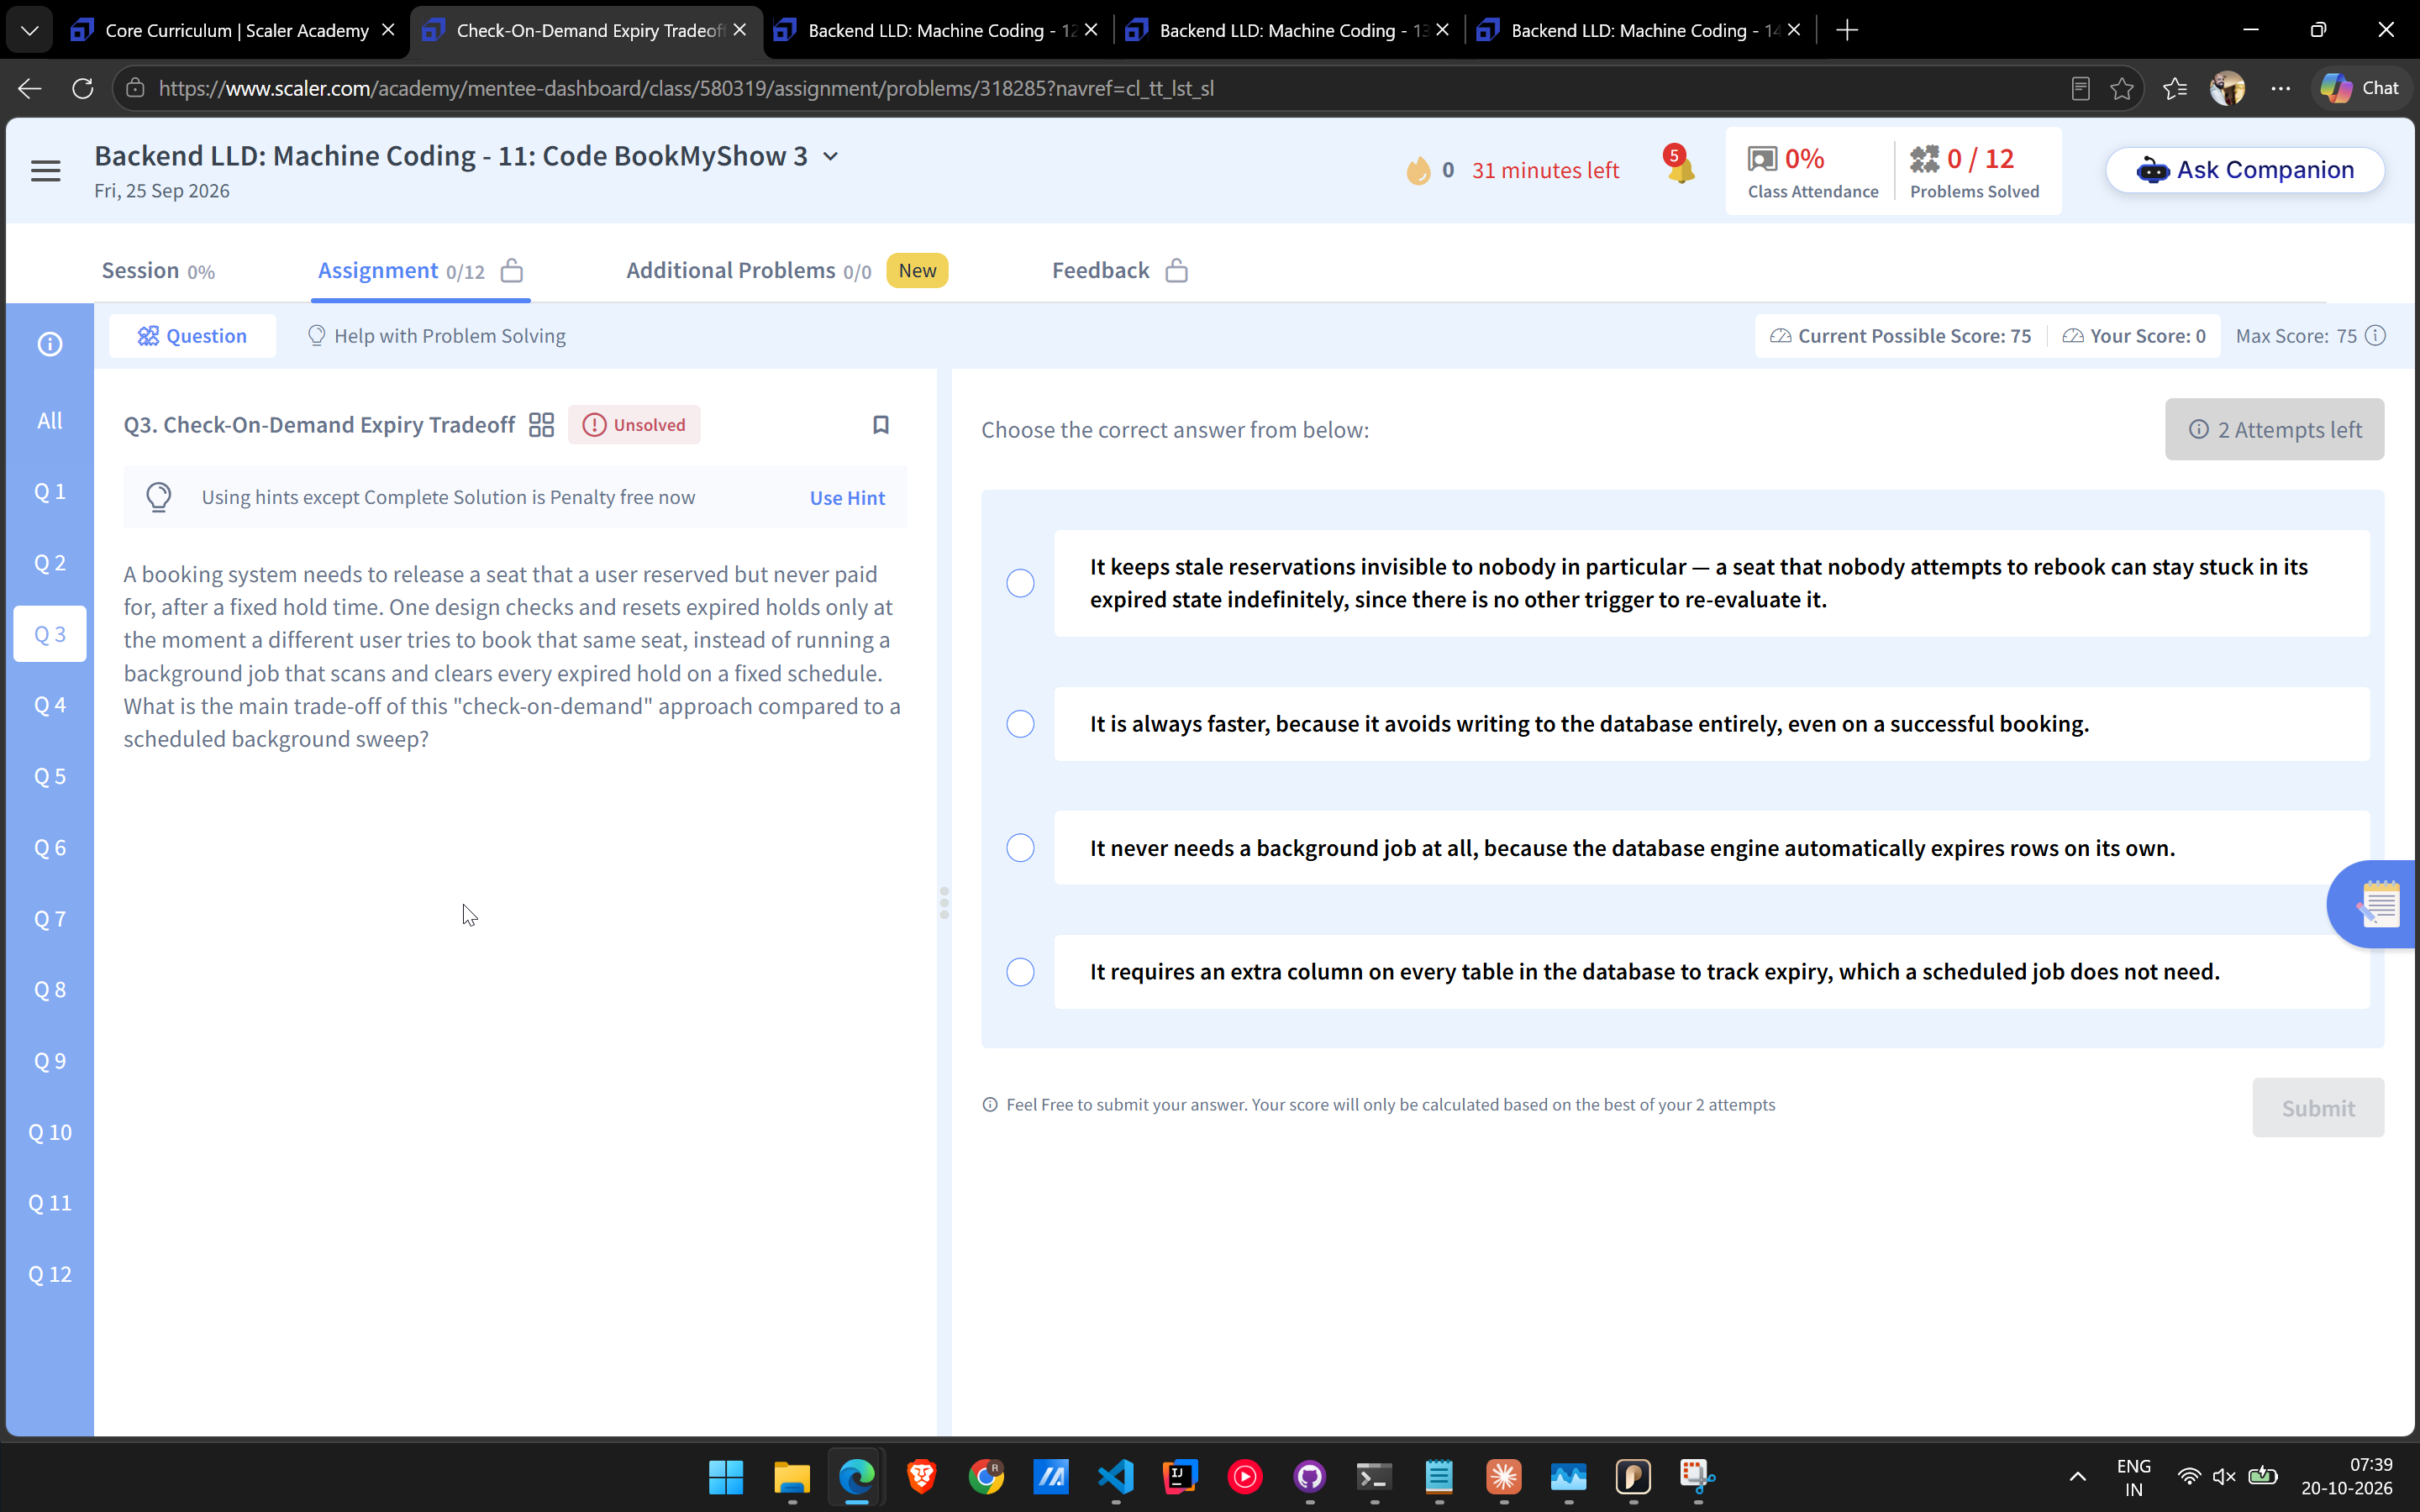 Core Curriculum | Scaler Academy
Check-On-Demand Expiry Tradeoff
Backend LLD: Machine Coding - 12
Backend LLD: Machine Coding - 13
Backend LLD: Machine Coding - 14
https://www.scaler.com/academy/mentee-dashboard/class/580319/assignment/problems/318285?navref=cl_tt_lst_sl
Chat
Backend LLD: Machine Coding - 11: Code BookMyShow 3
Fri, 25 Sep 2026
0
31 minutes left
5
0%
Class Attendance
0 / 12
Problems Solved
Ask Companion
Session 0%
Assignment 0/12
Additional Problems 0/0
New
Feedback
Question
Help with Problem Solving
Current Possible Score: 75
Your Score: 0
Max Score: 75
All
Q 1
Q 2
Q 3
Q 4
Q 5
Q 6
Q 7
Q 8
Q 9
Q 10
Q 11
Q 12
Q3. Check-On-Demand Expiry Tradeoff
Unsolved
Using hints except Complete Solution is Penalty free now
Use Hint
A booking system needs to release a seat that a user reserved but never paid
for, after a fixed hold time. One design checks and resets expired holds only at
the moment a different user tries to book that same seat, instead of running a
background job that scans and clears every expired hold on a fixed schedule.
What is the main trade-off of this "check-on-demand" approach compared to a
scheduled background sweep?
Choose the correct answer from below:
2 Attempts left
It keeps stale reservations invisible to nobody in particular — a seat that nobody attempts to rebook can stay stuck in its
expired state indefinitely, since there is no other trigger to re-evaluate it.
It is always faster, because it avoids writing to the database entirely, even on a successful booking.
It never needs a background job at all, because the database engine automatically expires rows on its own.
It requires an extra column on every table in the database to track expiry, which a scheduled job does not need.
Feel Free to submit your answer. Your score will only be calculated based on the best of your 2 attempts
Submit
R
IJ
ENG
IN
07:39
20-10-2026